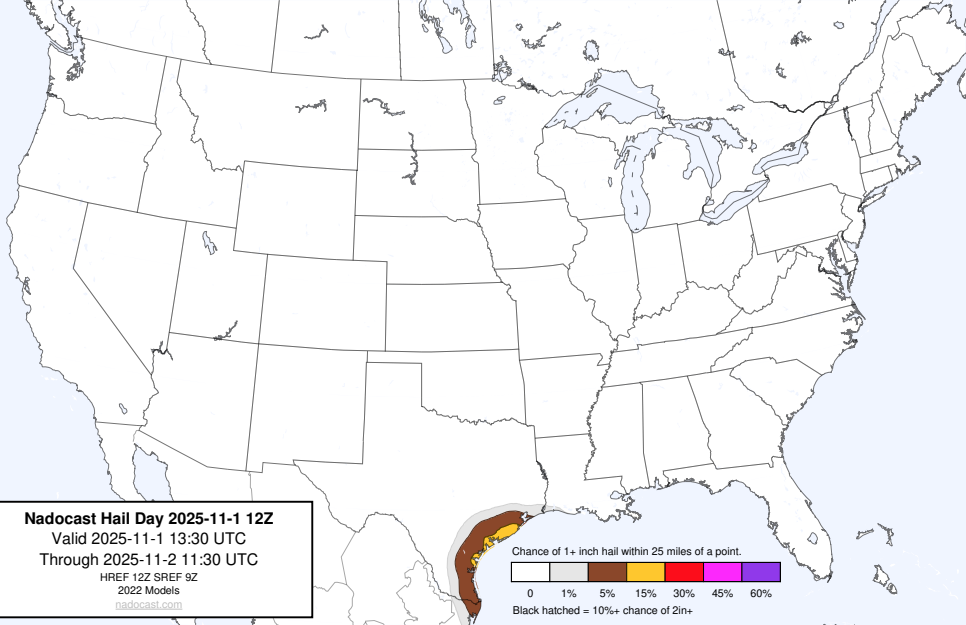 Nadocast Hail Day 2025-11-1 12Z
Valid 2025-11-1 13:30 UTC
Through 2025-11-2 11:30 UTC
HREF 12Z SREF 9Z
2022 Models
nadocast.com
Chance of 1+ inch hail within 25 miles of a point.
0 1% 5% 15% 30% 45% 60%
Black hatched = 10%+ chance of 2in+